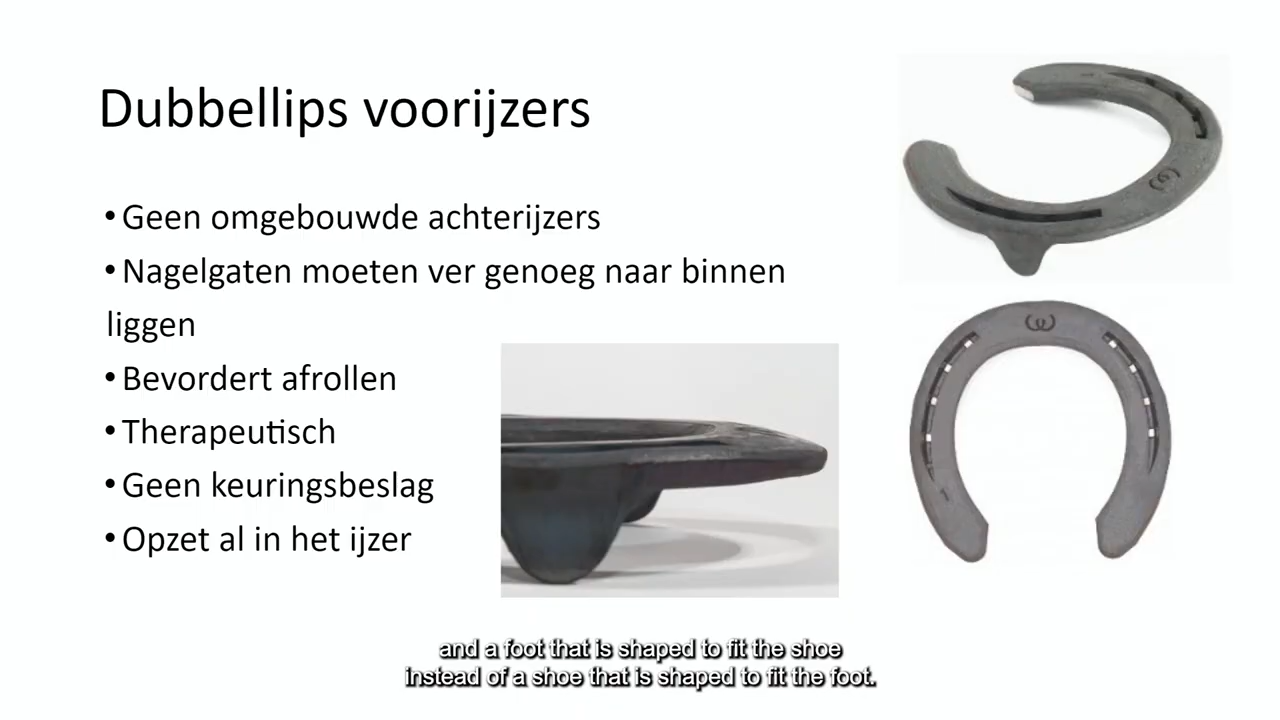 Dubbellips voorijzers
•Geen omgebouwde achterijzers
•Nagelgaten moeten ver genoeg naar binnen
liggen
•Bevordert afrollen
•Therapeutisch
•Geen keuringsbeslag
•Opzet al in het ijzer
and a foot that is shaped to fit the shoe
instead of a shoe that is shaped to fit the foot.